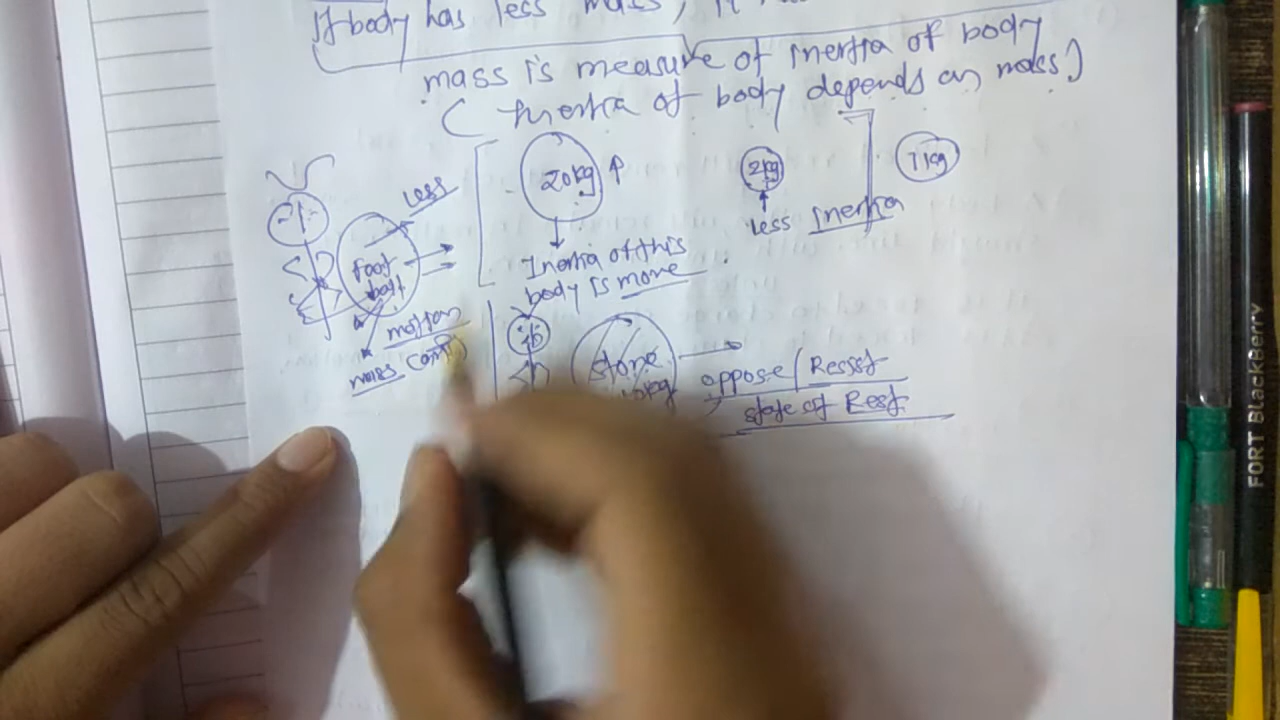 If body has less mass, it
mass is measure of inertia of body
( Inertia of body depends on mass)
20kg
2kg
1kg
less
foot
ball
less Inertia
Inertia of this
body is more
motion
mass
stone
oppose / Resist
state of Rest
FORT BlackBerry